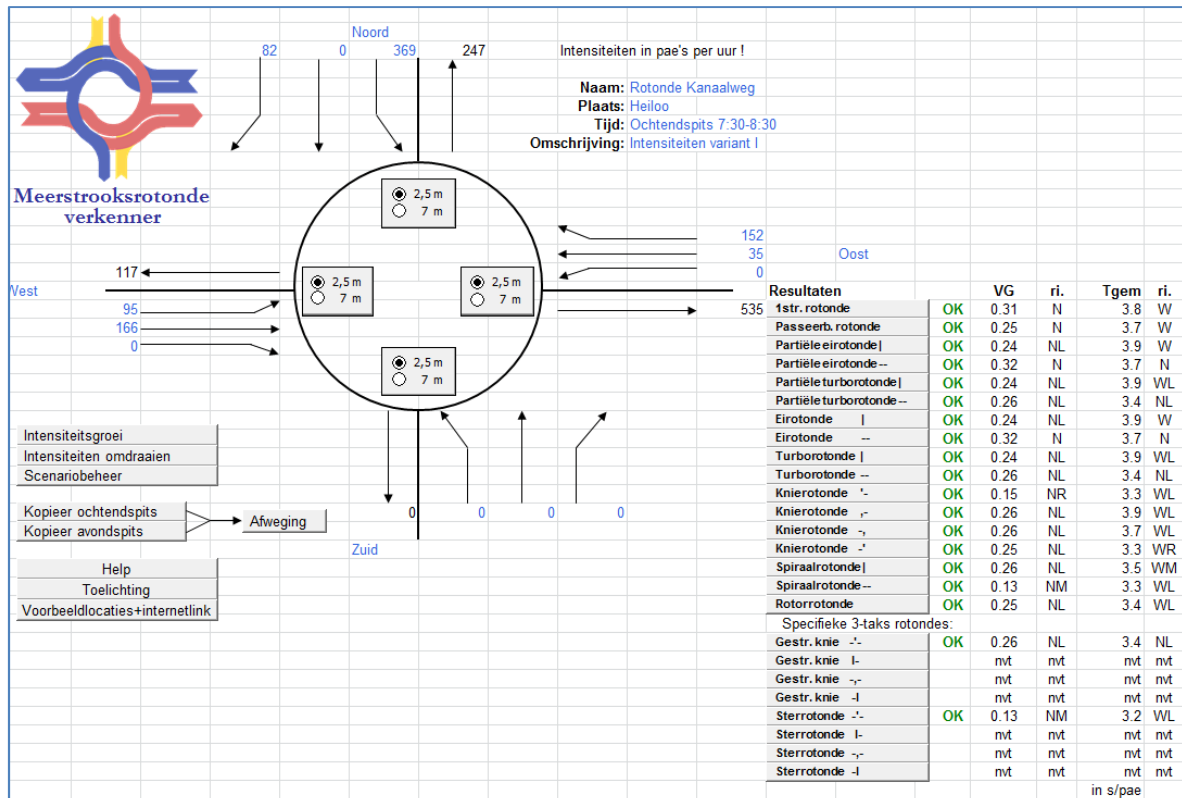 Noord
82 0 369 247 Intensiteiten in pae's per uur !
Naam: Rotonde Kanaalweg
Plaats: Heiloo
Tijd: Ochtendspits 7:30-8:30
Omschrijving: Intensiteiten variant I
Meerstrooksrotonde
verkenner
2,5 m
7 m
152
35 Oost
0
117
2,5 m
7 m
2,5 m
7 m
West
95
166
0
535
2,5 m
7 m
Intensiteitsgroei
Intensiteiten omdraaien
Scenariobeheer
Kopieer ochtendspits
Kopieer avondspits
Afweging
0 0 0 0
Zuid
Help
Toelichting
Voorbeeldlocaties+internetlink
Resultaten VG ri. Tgem ri.
1str. rotonde OK 0.31 N 3.8 W
Passeerb. rotonde OK 0.25 N 3.7 W
Partiële eirotonde | OK 0.24 NL 3.9 W
Partiële eirotonde -- OK 0.32 N 3.7 N
Partiële turborotonde | OK 0.24 NL 3.9 WL
Partiële turborotonde -- OK 0.26 NL 3.4 NL
Eirotonde | OK 0.24 NL 3.9 W
Eirotonde -- OK 0.32 N 3.7 N
Turborotonde | OK 0.24 NL 3.9 WL
Turborotonde -- OK 0.26 NL 3.4 NL
Knierotonde '- OK 0.15 NR 3.3 WL
Knierotonde ,- OK 0.26 NL 3.9 WL
Knierotonde -, OK 0.26 NL 3.7 WL
Knierotonde -' OK 0.25 NL 3.3 WR
Spiraalrotonde | OK 0.26 NL 3.5 WM
Spiraalrotonde -- OK 0.13 NM 3.3 WL
Rotorrotonde OK 0.25 NL 3.4 WL
Specifieke 3-taks rotondes:
Gestr. knie -'- OK 0.26 NL 3.4 NL
Gestr. knie I- nvt nvt nvt nvt
Gestr. knie -,- nvt nvt nvt nvt
Gestr. knie -I nvt nvt nvt nvt
Sterrotonde -'- OK 0.13 NM 3.2 WL
Sterrotonde I- nvt nvt nvt nvt
Sterrotonde -,- nvt nvt nvt nvt
Sterrotonde -I nvt nvt nvt nvt
in s/pae